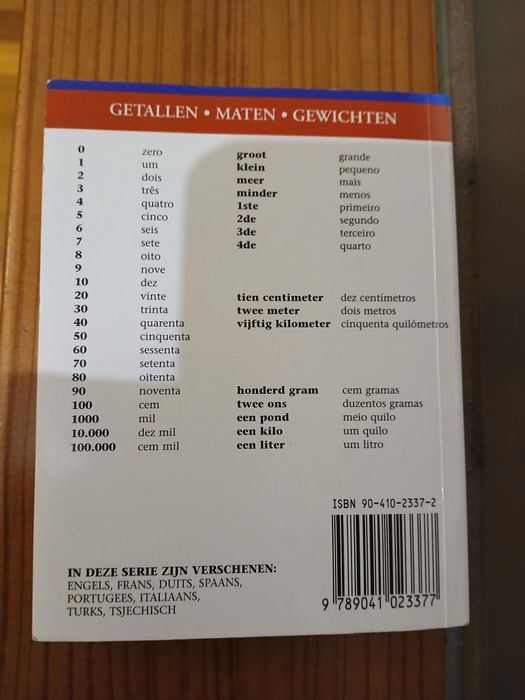 GETALLEN • MATEN • GEWICHTEN
0 zero
1 um
2 dois
3 três
4 quatro
5 cinco
6 seis
7 sete
8 oito
9 nove
10 dez
20 vinte
30 trinta
40 quarenta
50 cinquenta
60 sessenta
70 setenta
80 oitenta
90 noventa
100 cem
1000 mil
10.000 dez mil
100.000 cem mil
groot grande
klein pequeno
meer mais
minder menos
1ste primeiro
2de segundo
3de terceiro
4de quarto
tien centimeter dez centímetros
twee meter dois metros
vijftig kilometer cinquenta quilómetros
honderd gram cem gramas
twee ons duzentos gramas
een pond meio quilo
een kilo um quilo
een liter um litro
IN DEZE SERIE ZIJN VERSCHENEN:
ENGELS, FRANS, DUITS, SPAANS,
PORTUGEES, ITALIAANS,
TURKS, TSJECHISCH
ISBN 90-410-2337-2
9 789041 023377